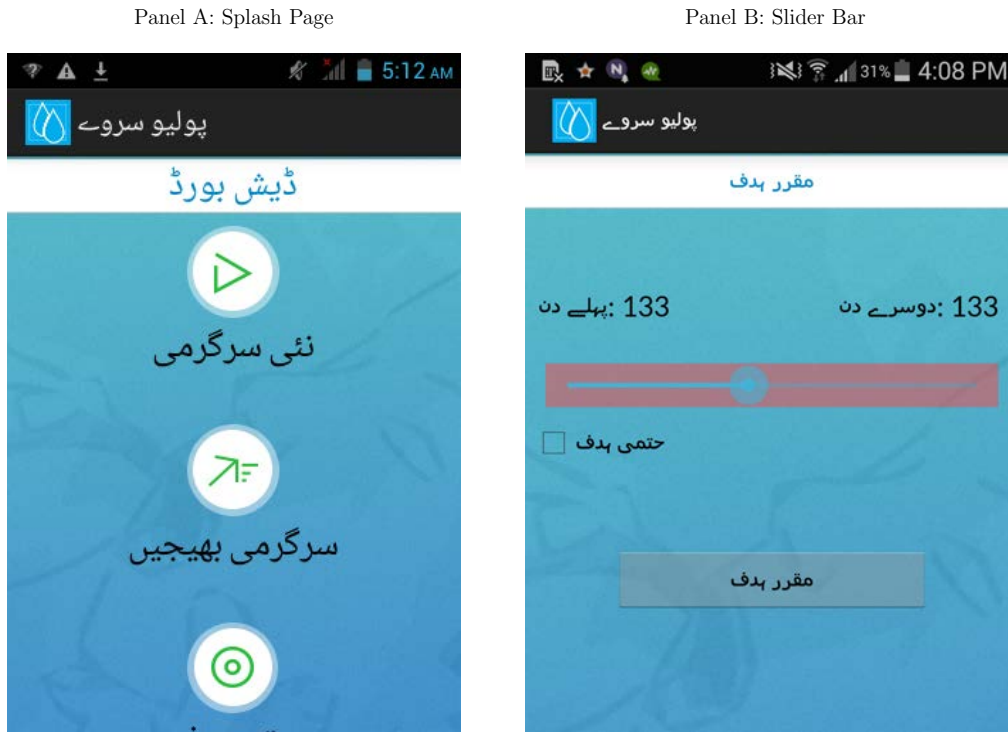 Panel A: Splash Page
5:12 AM
پولیو سروے
ڈیش بورڈ
نئی سرگرمی
سرگرمی بھیجیں
Panel B: Slider Bar
31% 4:08 PM
پولیو سروے
مقرر ہدف
پہلے دن: 133
دوسرے دن: 133
حتمی ہدف
مقرر ہدف